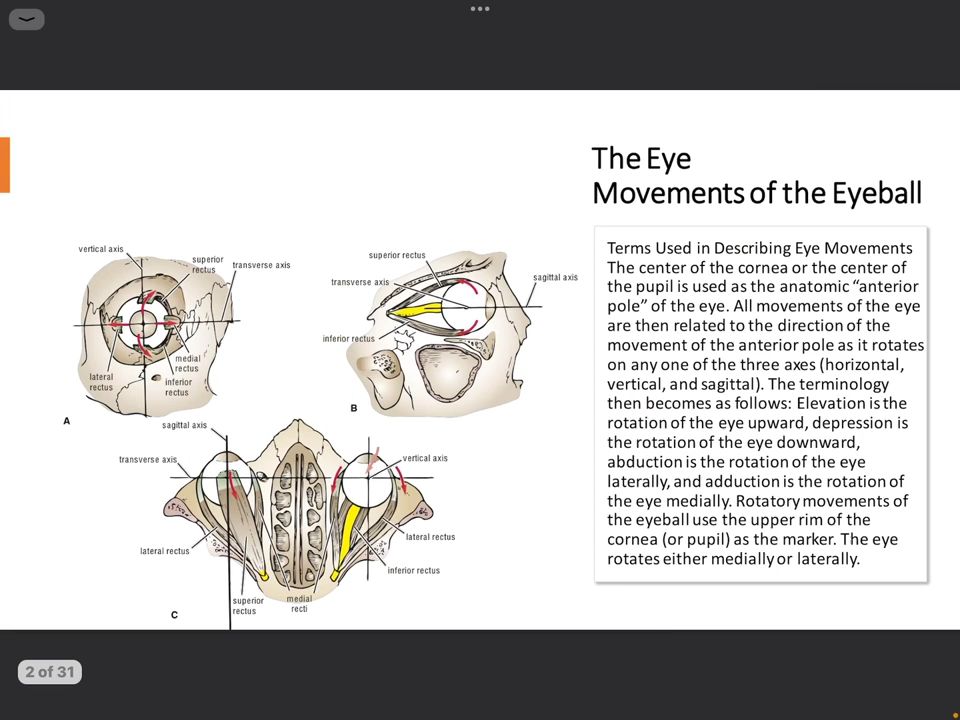 The Eye
Movements of the Eyeball
Terms Used in Describing Eye Movements
The center of the cornea or the center of
the pupil is used as the anatomic “anterior
pole” of the eye. All movements of the eye
are then related to the direction of the
movement of the anterior pole as it rotates
on any one of the three axes (horizontal,
vertical, and sagittal). The terminology
then becomes as follows: Elevation is the
rotation of the eye upward, depression is
the rotation of the eye downward,
abduction is the rotation of the eye
laterally, and adduction is the rotation of
the eye medially. Rotatory movements of
the eyeball use the upper rim of the
cornea (or pupil) as the marker. The eye
rotates either medially or laterally.
vertical axis
superior
rectus
transverse axis
medial
rectus
lateral
rectus
inferior
rectus
A
superior rectus
transverse axis
sagittal axis
inferior rectus
B
sagittal axis
transverse axis
vertical axis
lateral rectus
lateral rectus
inferior rectus
superior
rectus
medial
recti
C
2 of 31